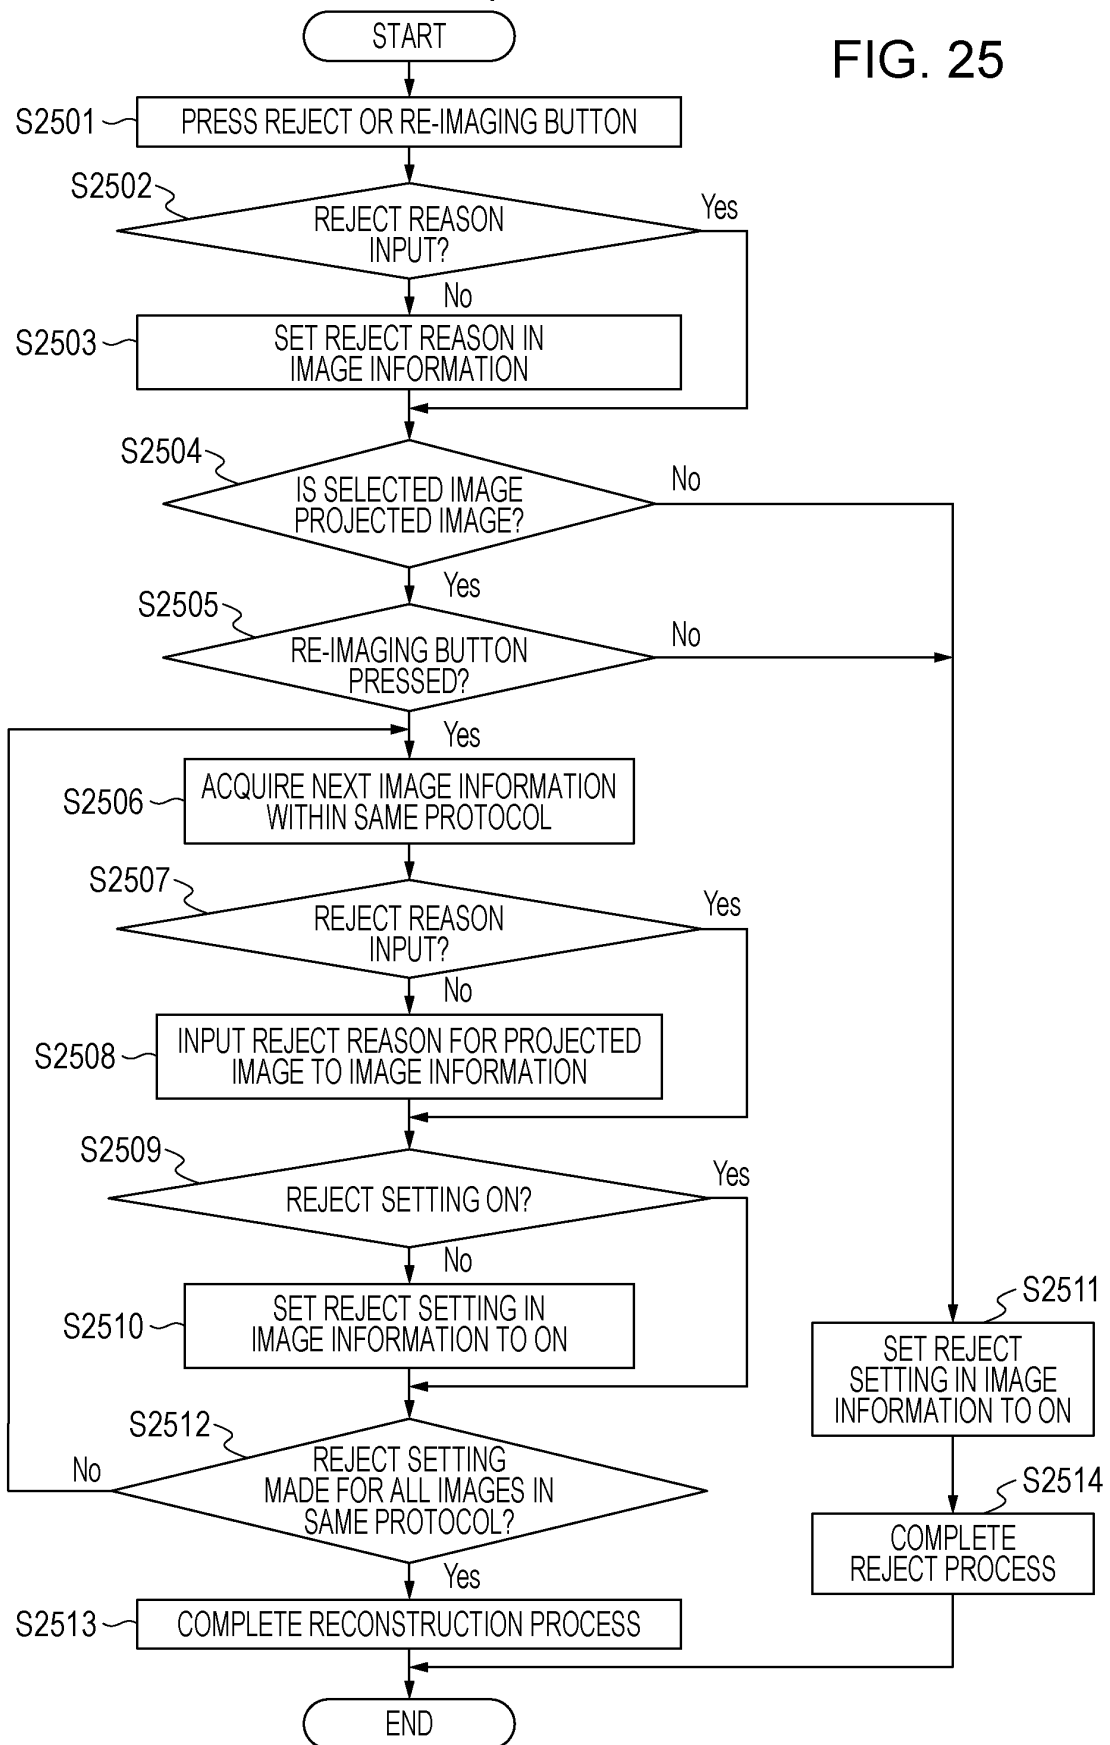 START
FIG. 25
S2501
PRESS REJECT OR RE-IMAGING BUTTON
S2502
REJECT REASON
INPUT?
Yes
No
S2503
SET REJECT REASON IN
IMAGE INFORMATION
S2504
IS SELECTED IMAGE
PROJECTED IMAGE?
No
Yes
S2505
RE-IMAGING BUTTON
PRESSED?
No
Yes
S2506
ACQUIRE NEXT IMAGE INFORMATION
WITHIN SAME PROTOCOL
S2507
REJECT REASON
INPUT?
Yes
No
S2508
INPUT REJECT REASON FOR PROJECTED
IMAGE TO IMAGE INFORMATION
S2509
REJECT SETTING ON?
Yes
No
S2510
SET REJECT SETTING IN
IMAGE INFORMATION TO ON
S2511
SET REJECT
SETTING IN IMAGE
INFORMATION TO ON
S2512
REJECT SETTING
MADE FOR ALL IMAGES IN
SAME PROTOCOL?
No
Yes
S2514
COMPLETE
REJECT PROCESS
S2513
COMPLETE RECONSTRUCTION PROCESS
END